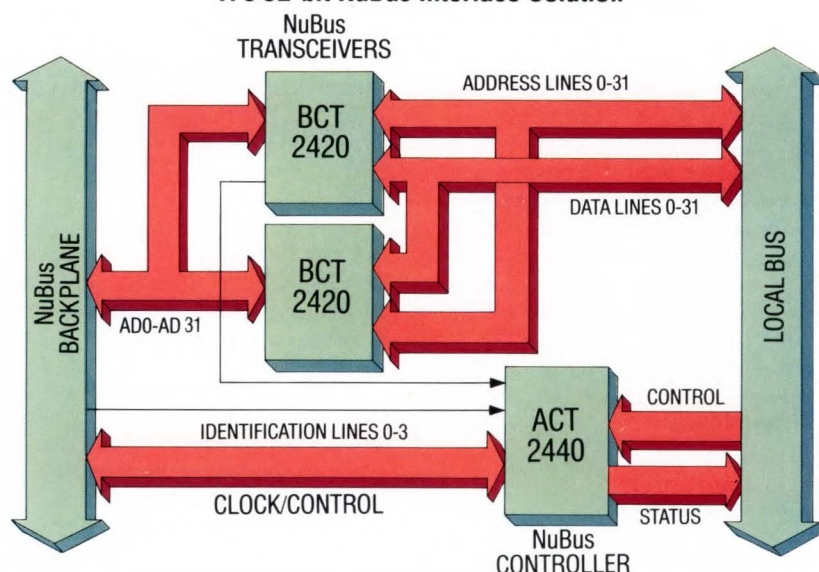 NuBus
TRANSCEIVERS
ADDRESS LINES 0-31
BCT
2420
DATA LINES 0-31
BCT
2420
NuBus
BACKPLANE
AD0-AD 31
LOCAL BUS
CONTROL
IDENTIFICATION LINES 0-3
ACT
2440
CLOCK/CONTROL
STATUS
NuBus
CONTROLLER